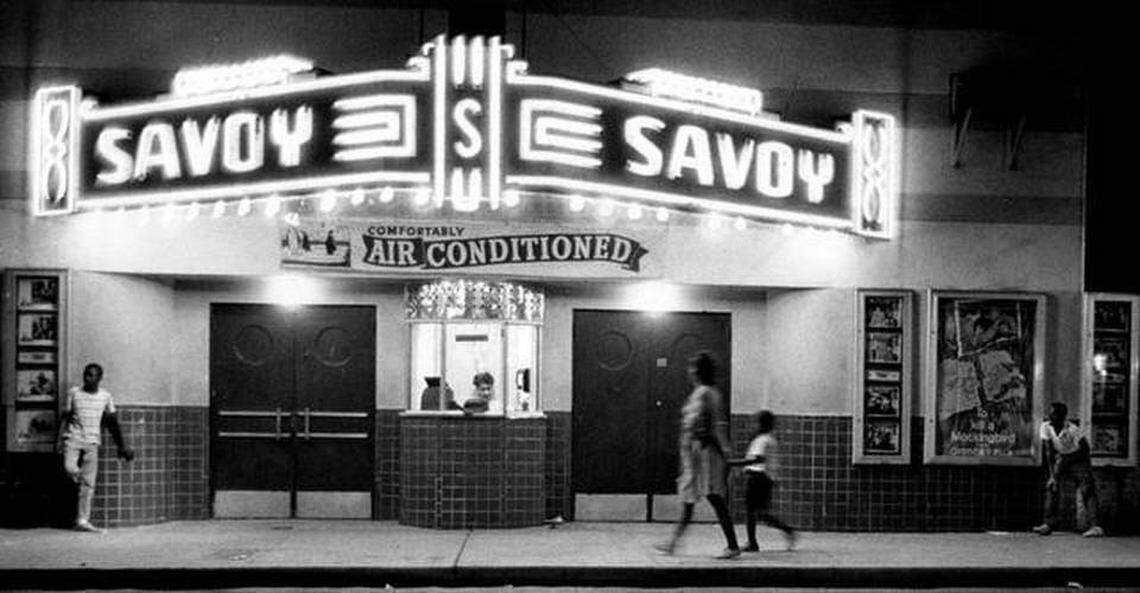 SAVOY
S
SAVOY
COMFORTABLY
AIR CONDITIONED
To
kill a
Mockingbird